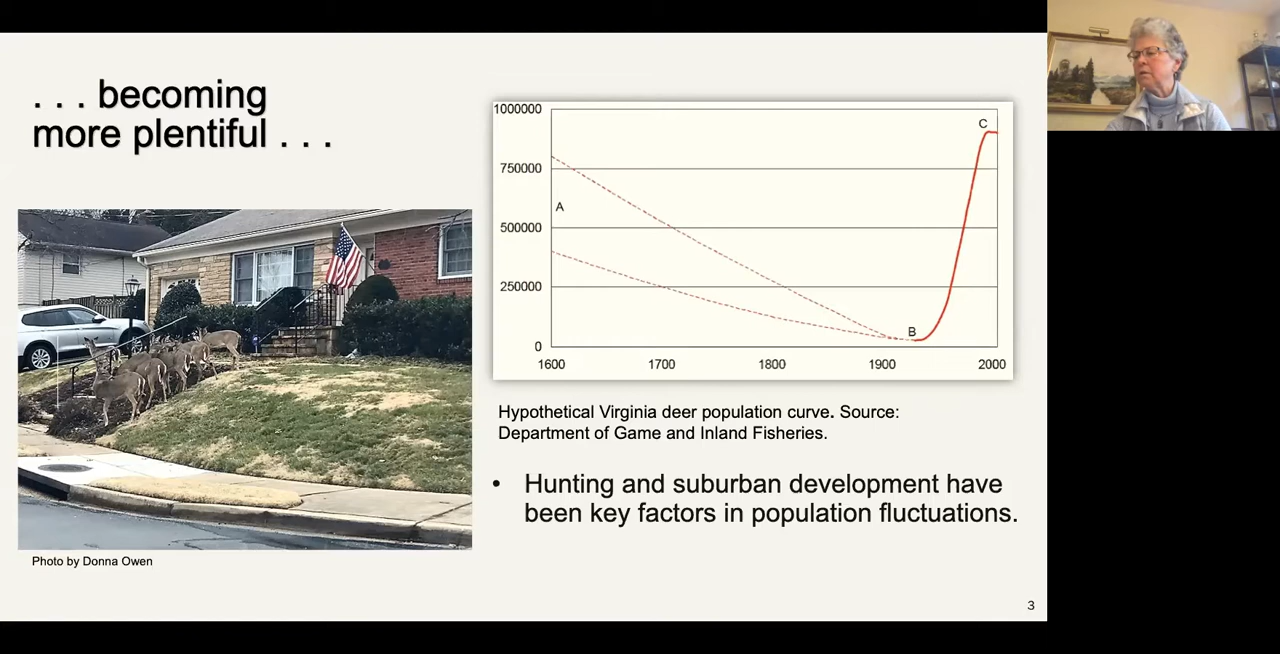 . . . becoming
more plentiful . . .
1000000
750000
500000
250000
0
A
B
C
1600
1700
1800
1900
2000
Hypothetical Virginia deer population curve. Source:
Department of Game and Inland Fisheries.
• Hunting and suburban development have
been key factors in population fluctuations.
Photo by Donna Owen
3